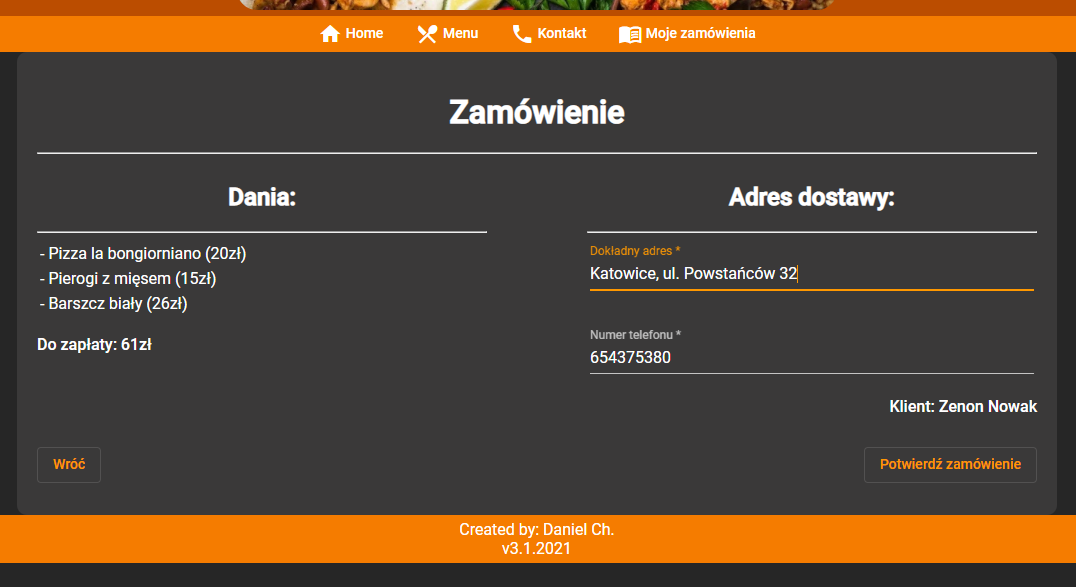 Home Menu Kontakt Moje zamówienia
Zamówienie
Dania:
- Pizza la bongiorniano (20zł)
- Pierogi z mięsem (15zł)
- Barszcz biały (26zł)
Do zapłaty: 61zł
Adres dostawy:
Dokładny adres *
Katowice, ul. Powstańców 32
Numer telefonu *
654375380
Klient: Zenon Nowak
Wróć
Potwierdź zamówienie
Created by: Daniel Ch.
v3.1.2021